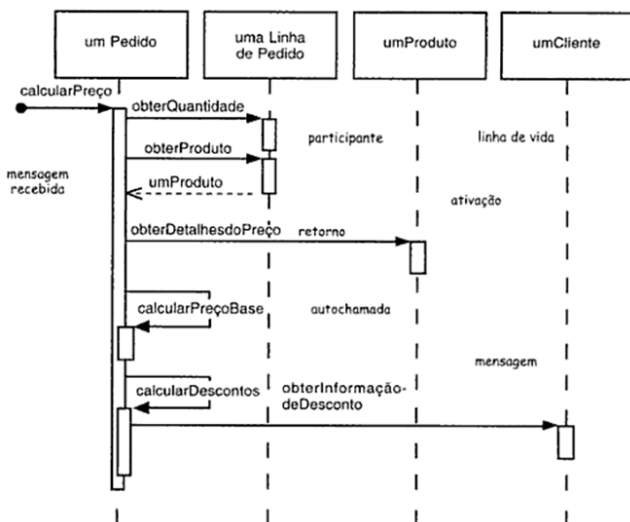 um Pedido
uma Linha
de Pedido
umProduto
umCliente
calcularPreço
obterQuantidade
participante
linha de vida
obterProduto
mensagem
recebida
umProduto
ativação
obterDetalhesdoPreço
retorno
calcularPreçoBase
autochamada
mensagem
calcularDescontos
obterInformação-
deDesconto